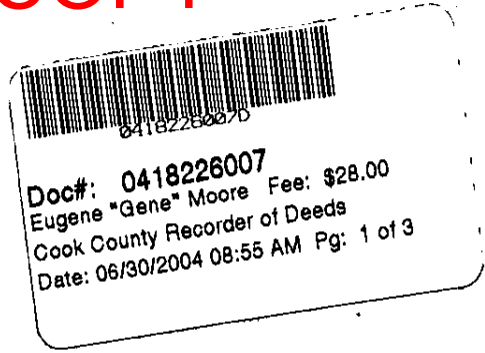 COPY
0418226007D
Doc#: 0418226007
Eugene "Gene" Moore Fee: $28.00
Cook County Recorder of Deeds
Date: 06/30/2004 08:55 AM Pg: 1 of 3